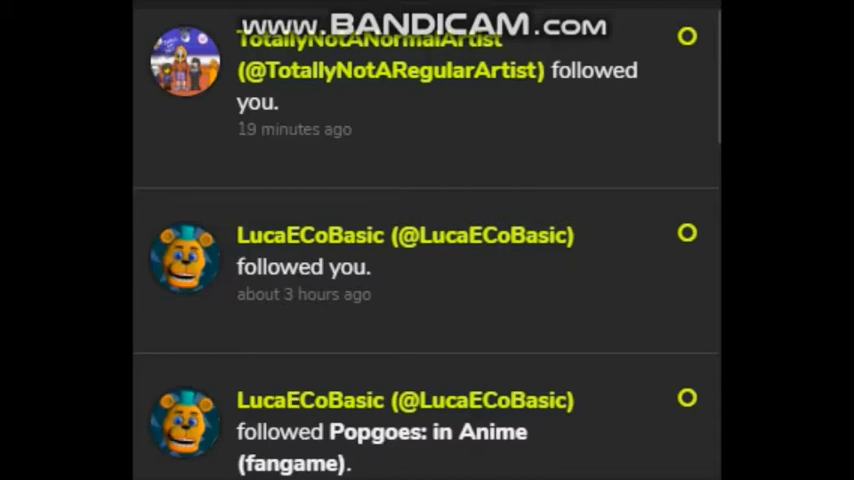 www.BANDICAM.com
TotallyNotANormalArtist
(@TotallyNotARegularArtist) followed
you.
19 minutes ago
LucaECoBasic (@LucaECoBasic)
followed you.
about 3 hours ago
LucaECoBasic (@LucaECoBasic)
followed Popgoes: in Anime
(fangame).